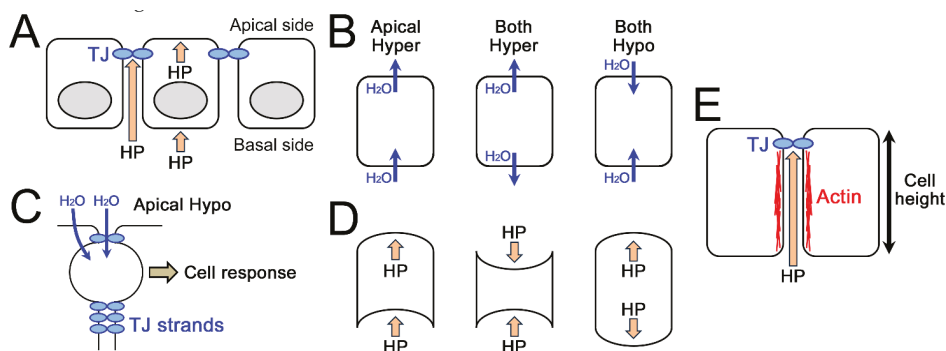 A
Apical side
TJ
HP
HP
HP
Basal side
B
Apical
Hyper
Both
Hyper
Both
Hypo
H₂O
H₂O
H₂O
H₂O
H₂O
H₂O
C
H₂O
H₂O
Apical Hypo
Cell response
TJ strands
D
HP
HP
HP
HP
HP
HP
E
TJ
Actin
Cell
height
HP